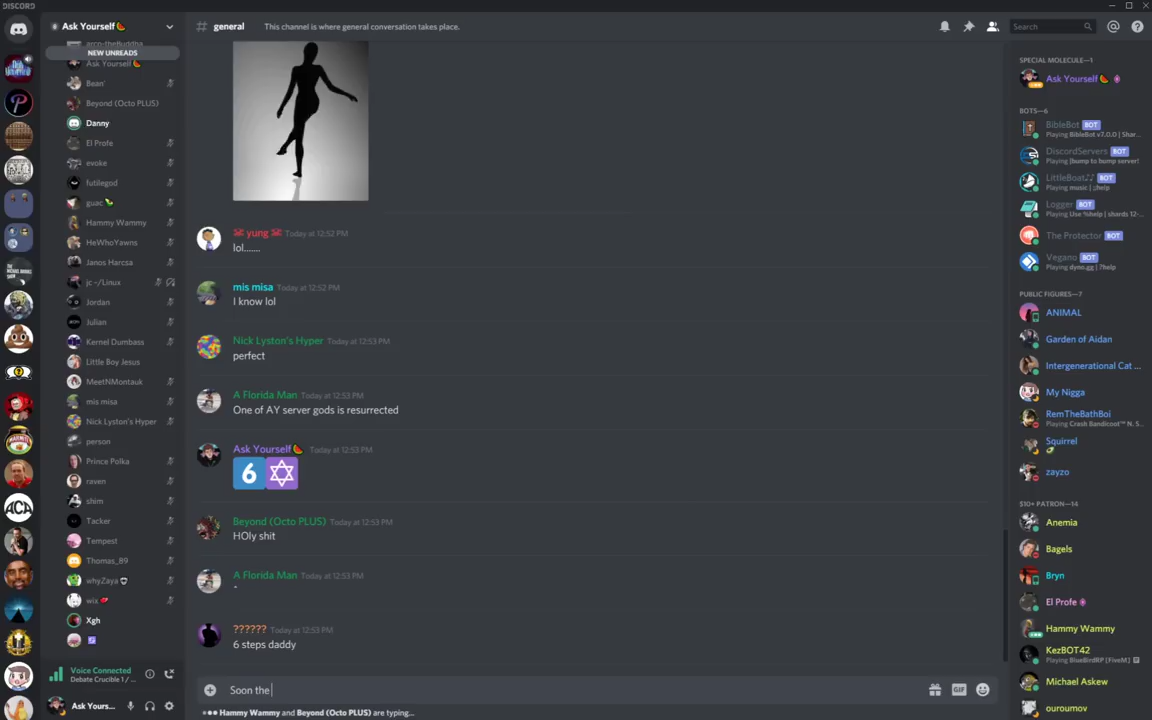 DISCORD
Ask Yourself🍉
# general
This channel is where general conversation takes place.
Search
NEW UNREADS
arco-theBuddha
Ask Yourself 🍉
Bean'
Beyond (Octo PLUS)
Danny
El Profe
evoke
futilegod
guac 🥑
Hammy Wammy
HeWhoYawns
Janos Harcsa
jc ~/Linux
Jordan
Julian
Kernel Dumbass
Little Boy Jesus
MeetNMontauk
mis misa
Nick Lyston's Hyper
person
Prince Polka
raven
shim
Tacker
Tempest
Thomas_89
whyZaya
wix
Xgh
Voice Connected
Debate Crucible 1 / ...
Ask Yours...
yung Today at 12:52 PM
lol.......
mis misa Today at 12:52 PM
I know lol
Nick Lyston's Hyper Today at 12:53 PM
perfect
A Florida Man Today at 12:53 PM
One of AY server gods is resurrected
Ask Yourself🍉 Today at 12:53 PM
6️⃣🔯
Beyond (Octo PLUS) Today at 12:53 PM
HOly shit
A Florida Man Today at 12:53 PM
?????? Today at 12:53 PM
6 steps daddy
Soon the
GIF
Hammy Wammy and Beyond (Octo PLUS) are typing...
SPECIAL MOLECULE—1
Ask Yourself🍉
BOTS—6
BibleBot BOT
Playing BibleBot v7.0.0 | Shar...
DiscordServers BOT
Playing !bump to bump server!
LittleBoat♫ BOT
Playing music | ;help
Logger BOT
Playing Use %help | shards 12-...
The Protector BOT
Vegano BOT
Playing dynn.gg | ?help
PUBLIC FIGURES—7
ANIMAL
Garden of Aidan
Intergenerational Cat ...
My Nigga
RemTheBathBoi
Playing Crash Bandicoot™ N. S...
Squirrel
🥑
zayzo
$10+ PATRON—14
Anemia
Bagels
Bryn
El Profe
Hammy Wammy
KezBOT42
Playing BlueBirdRP [FiveM]
Michael Askew
ouroumov